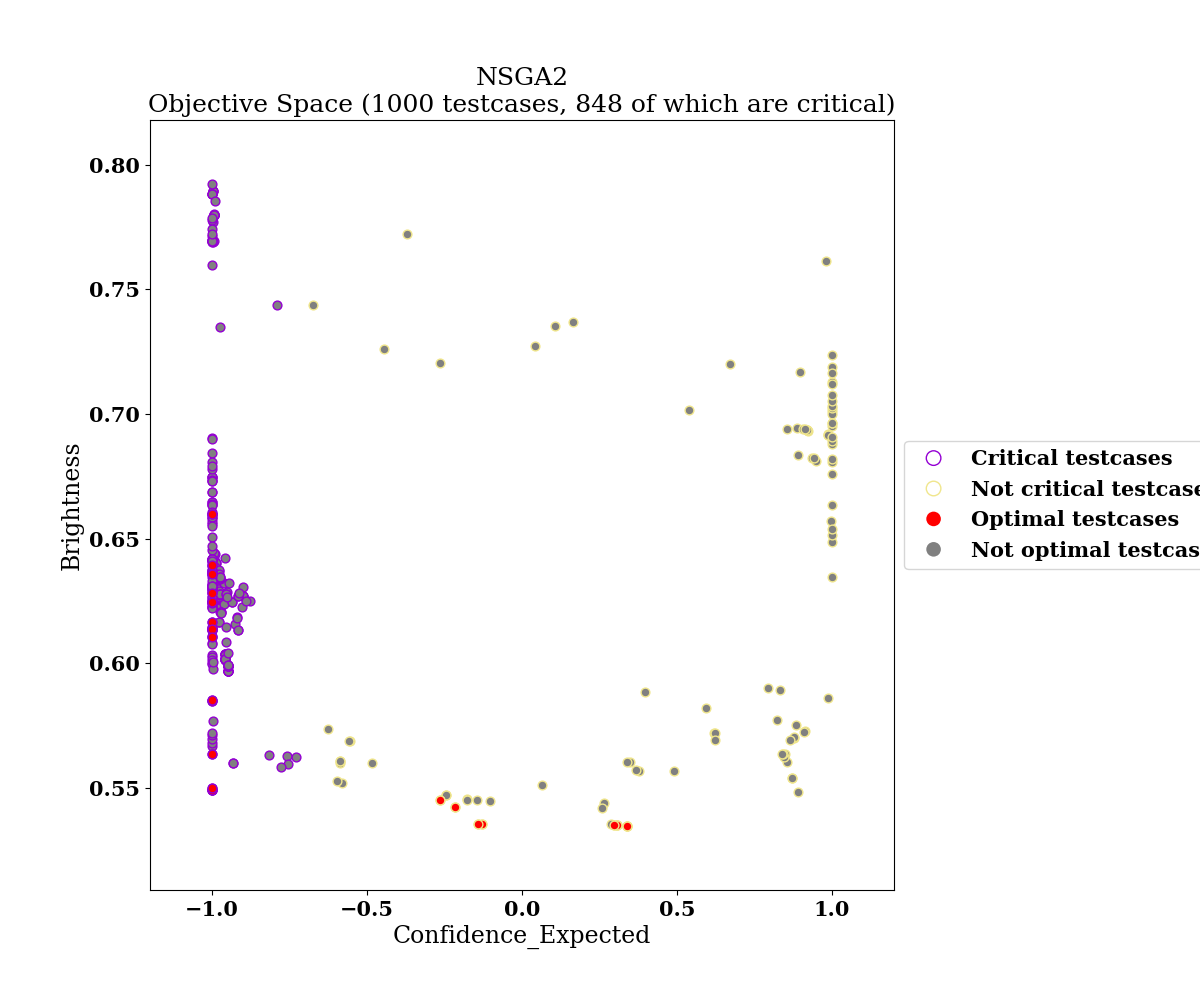 NSGA2
Objective Space (1000 testcases, 848 of which are critical)
0.80
0.75
0.70
0.65
0.60
0.55
Brightness
−1.0
−0.5
0.0
0.5
1.0
Confidence_Expected
Critical testcases
Not critical testcase
Optimal testcases
Not optimal testcas